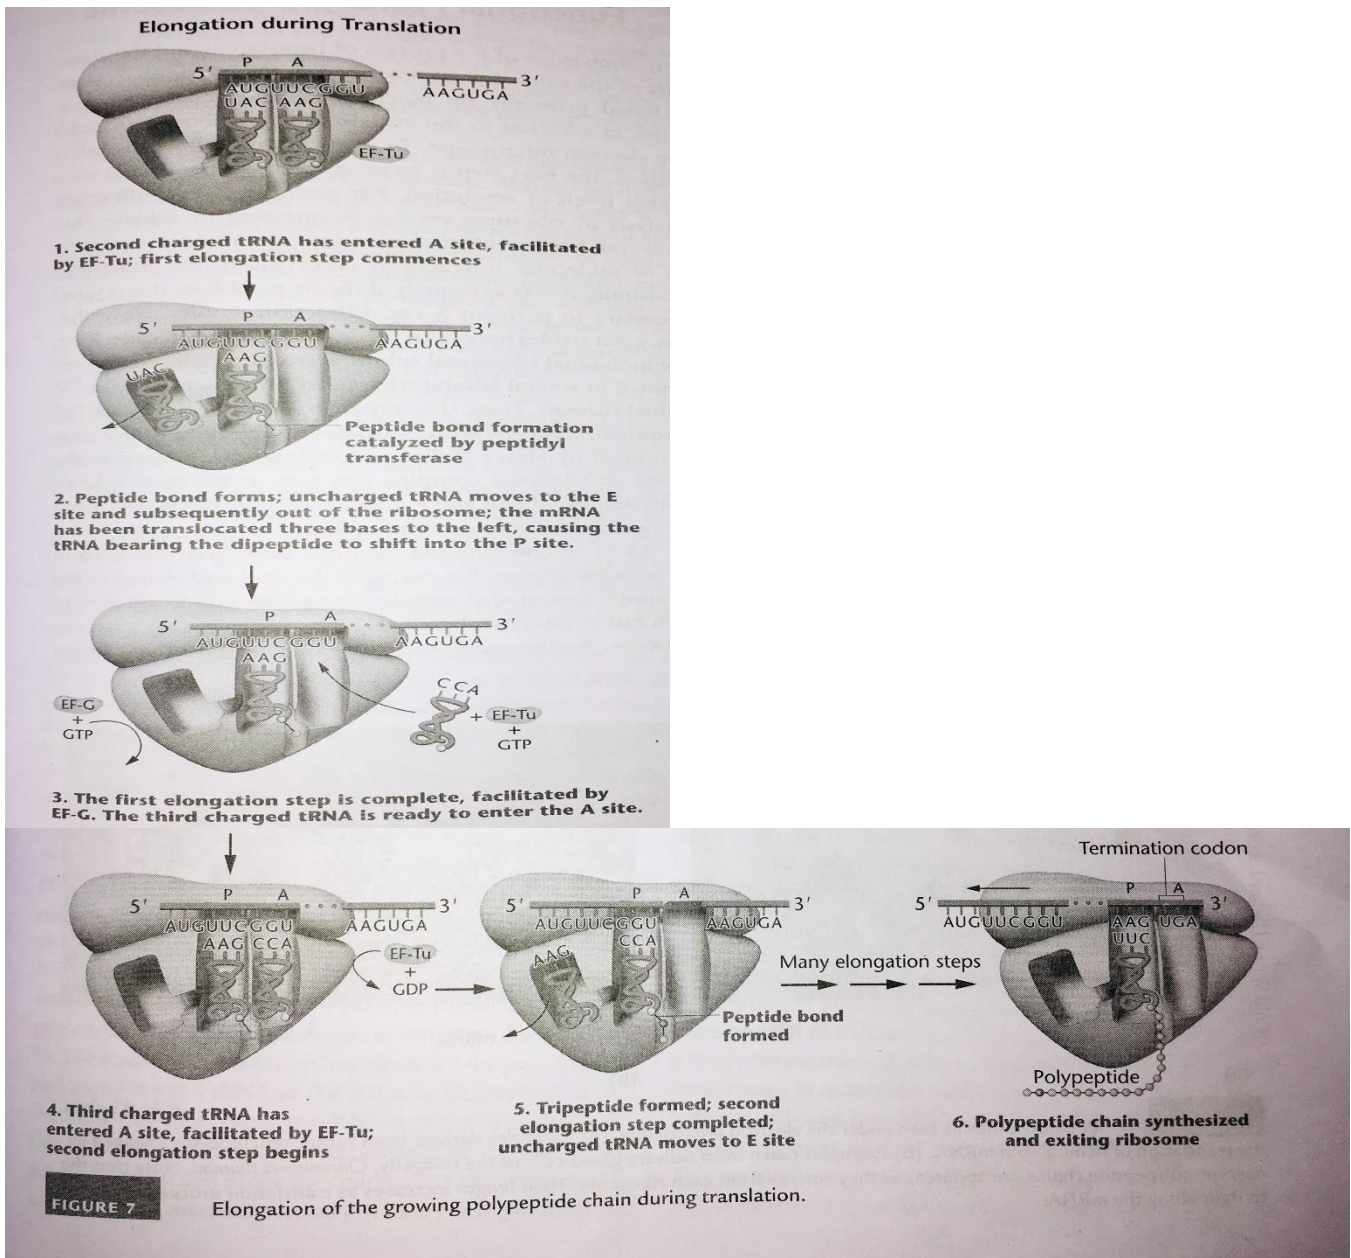 Elongation during Translation
P A
5' 3'
AUGUUCGGU AAGUGA
UAC AAG
EF-Tu
1. Second charged tRNA has entered A site, facilitated
by EF-Tu; first elongation step commences
P A
5' 3'
AUGUUCGGU AAGUGA
AAG
UAC
Peptide bond formation
catalyzed by peptidyl
transferase
2. Peptide bond forms; uncharged tRNA moves to the E
site and subsequently out of the ribosome; the mRNA
has been translocated three bases to the left, causing the
tRNA bearing the dipeptide to shift into the P site.
P A
5' 3'
AUGUUCGGU AAGUGA
AAG
CCA
EF-G
+
GTP
+ EF-Tu
+
GTP
3. The first elongation step is complete, facilitated by
EF-G. The third charged tRNA is ready to enter the A site.
P A
5' 3'
AUGUUCGGU AAGUGA
AAG CCA
EF-Tu
+
GDP
4. Third charged tRNA has
entered A site, facilitated by EF-Tu;
second elongation step begins
P A
5' 3'
AUGUUCGGU AAGUGA
CCA
AAG
Peptide bond
formed
5. Tripeptide formed; second
elongation step completed;
uncharged tRNA moves to E site
Many elongation steps
Termination codon
P A
5' 3'
AUGUUCGGU AAG UGA
UUC
Polypeptide
6. Polypeptide chain synthesized
and exiting ribosome
FIGURE 7 Elongation of the growing polypeptide chain during translation.